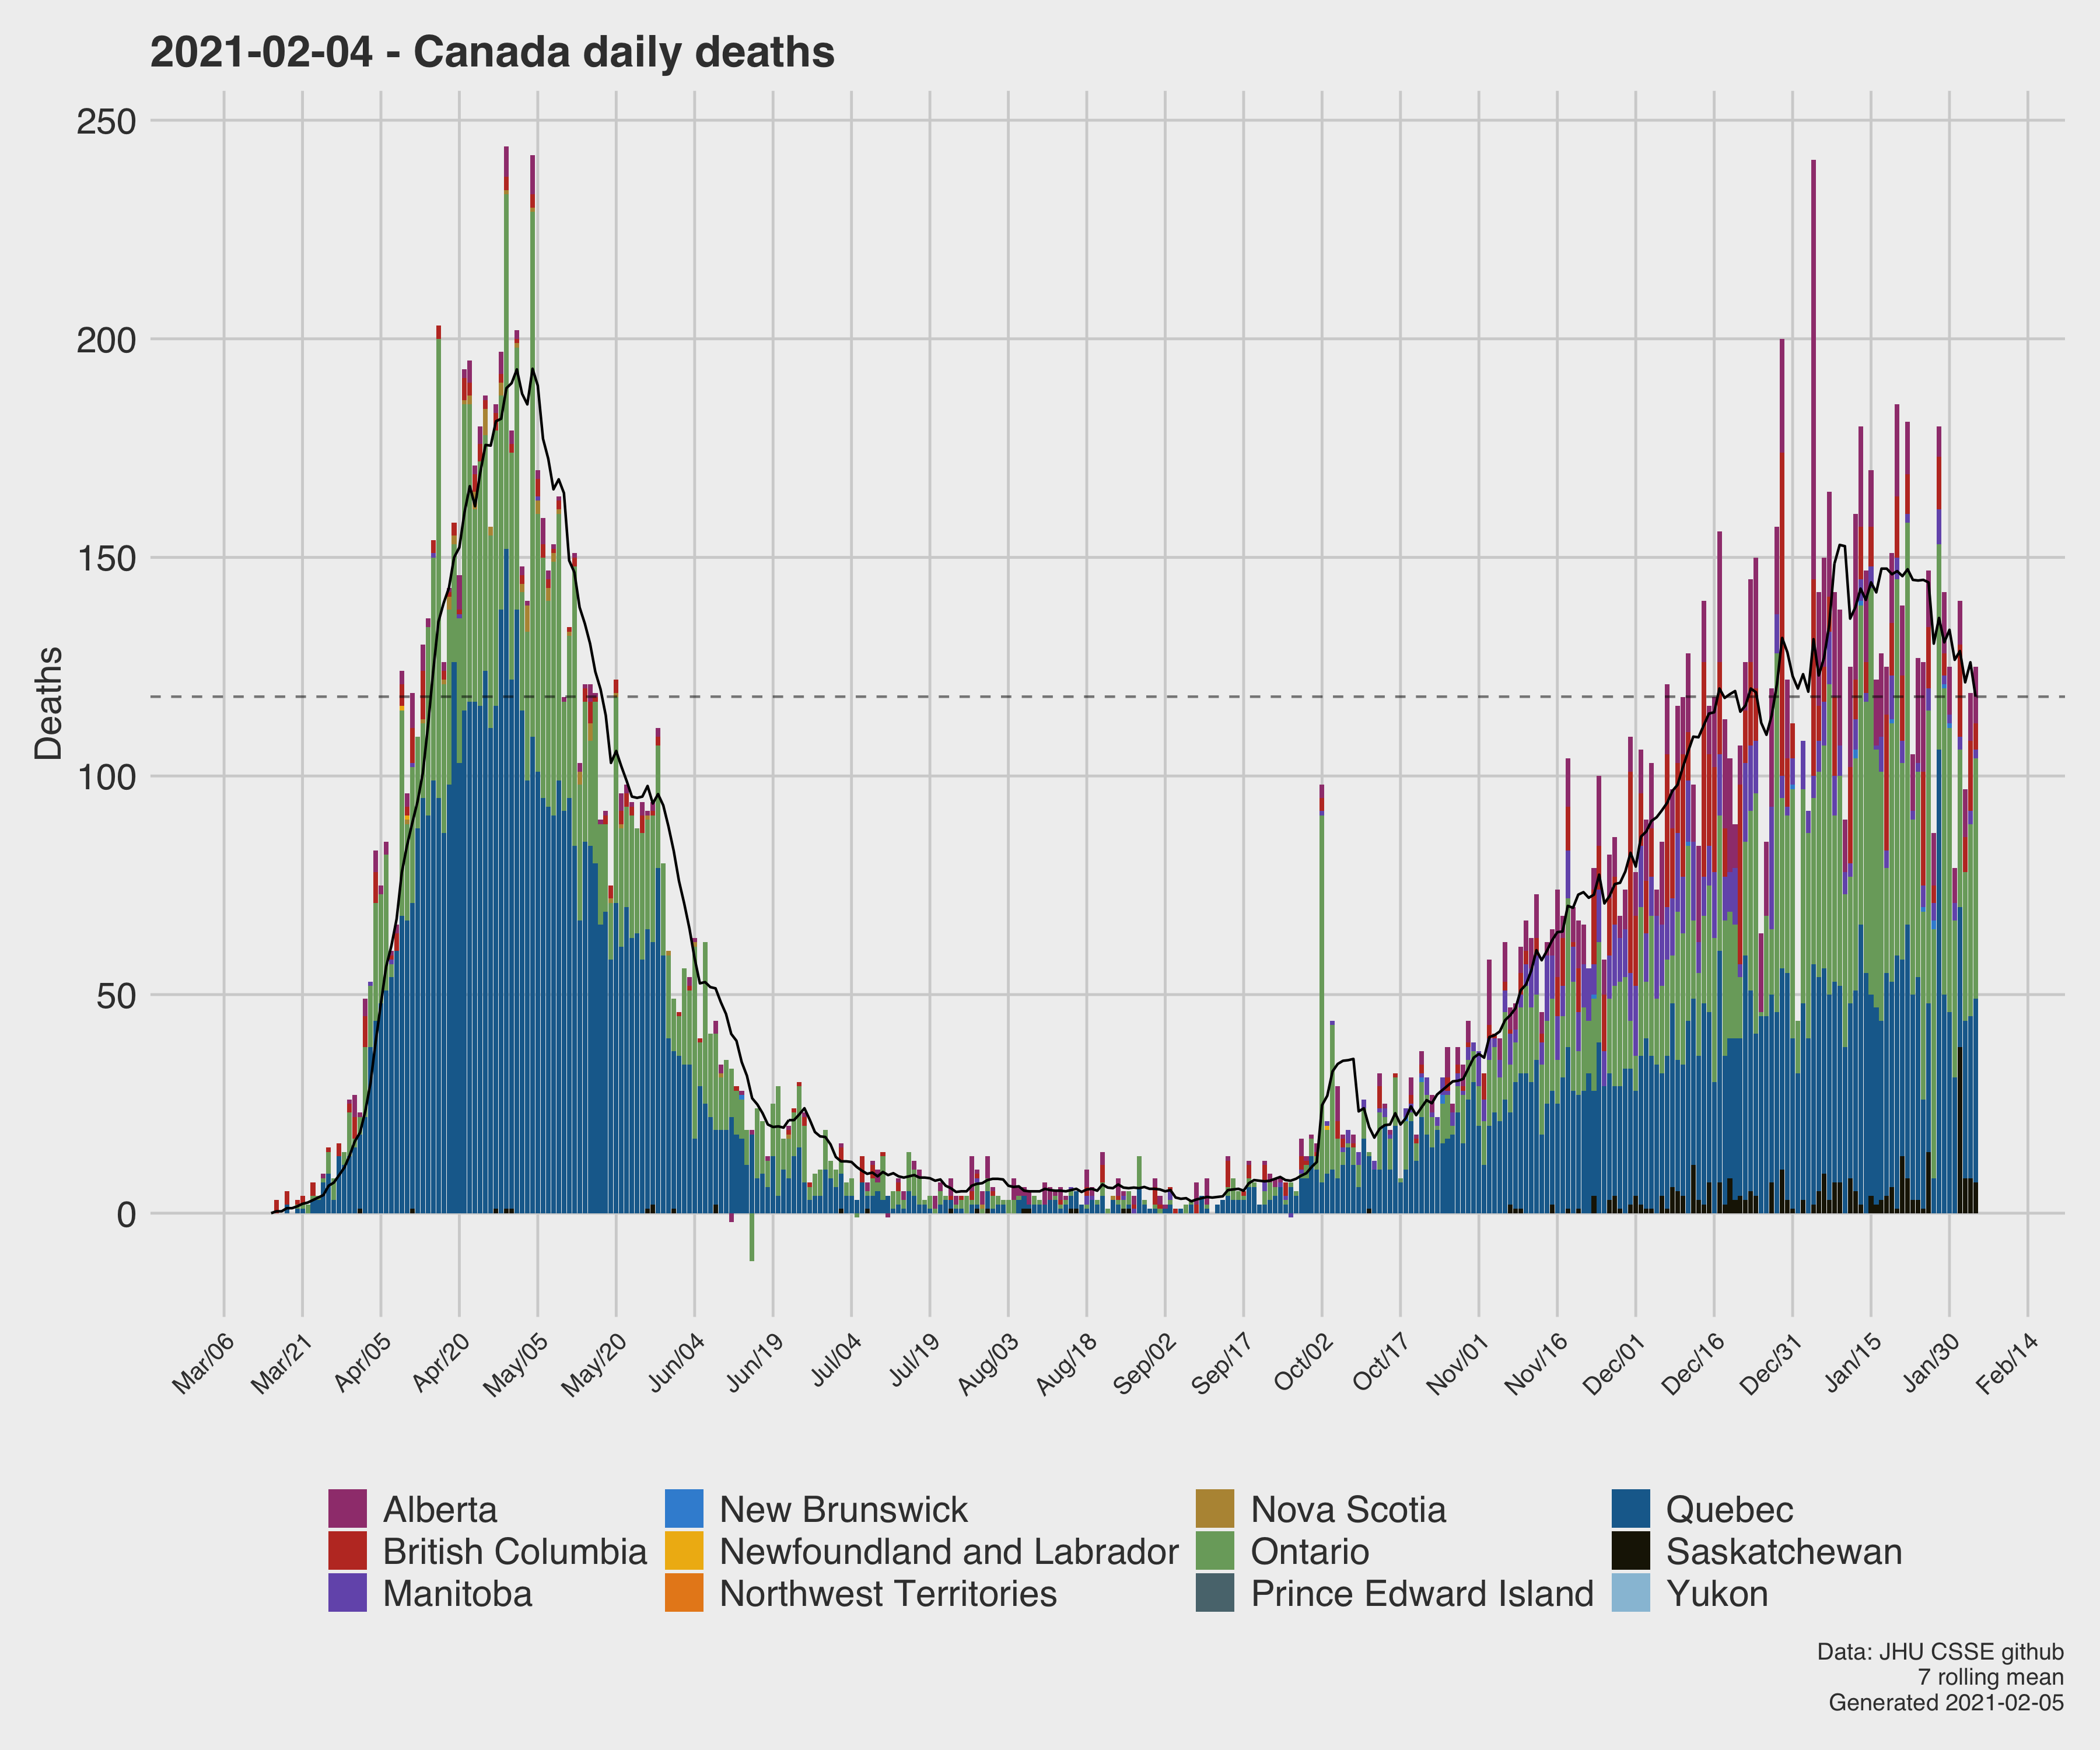 2021-02-04 - Canada daily deaths
Deaths
250
200
150
100
50
0
Mar/06
Mar/21
Apr/05
Apr/20
May/05
May/20
Jun/04
Jun/19
Jul/04
Jul/19
Aug/03
Aug/18
Sep/02
Sep/17
Oct/02
Oct/17
Nov/01
Nov/16
Dec/01
Dec/16
Dec/31
Jan/15
Jan/30
Feb/14
Alberta
British Columbia
Manitoba
New Brunswick
Newfoundland and Labrador
Northwest Territories
Nova Scotia
Ontario
Prince Edward Island
Quebec
Saskatchewan
Yukon
Data: JHU CSSE github
7 rolling mean
Generated 2021-02-05